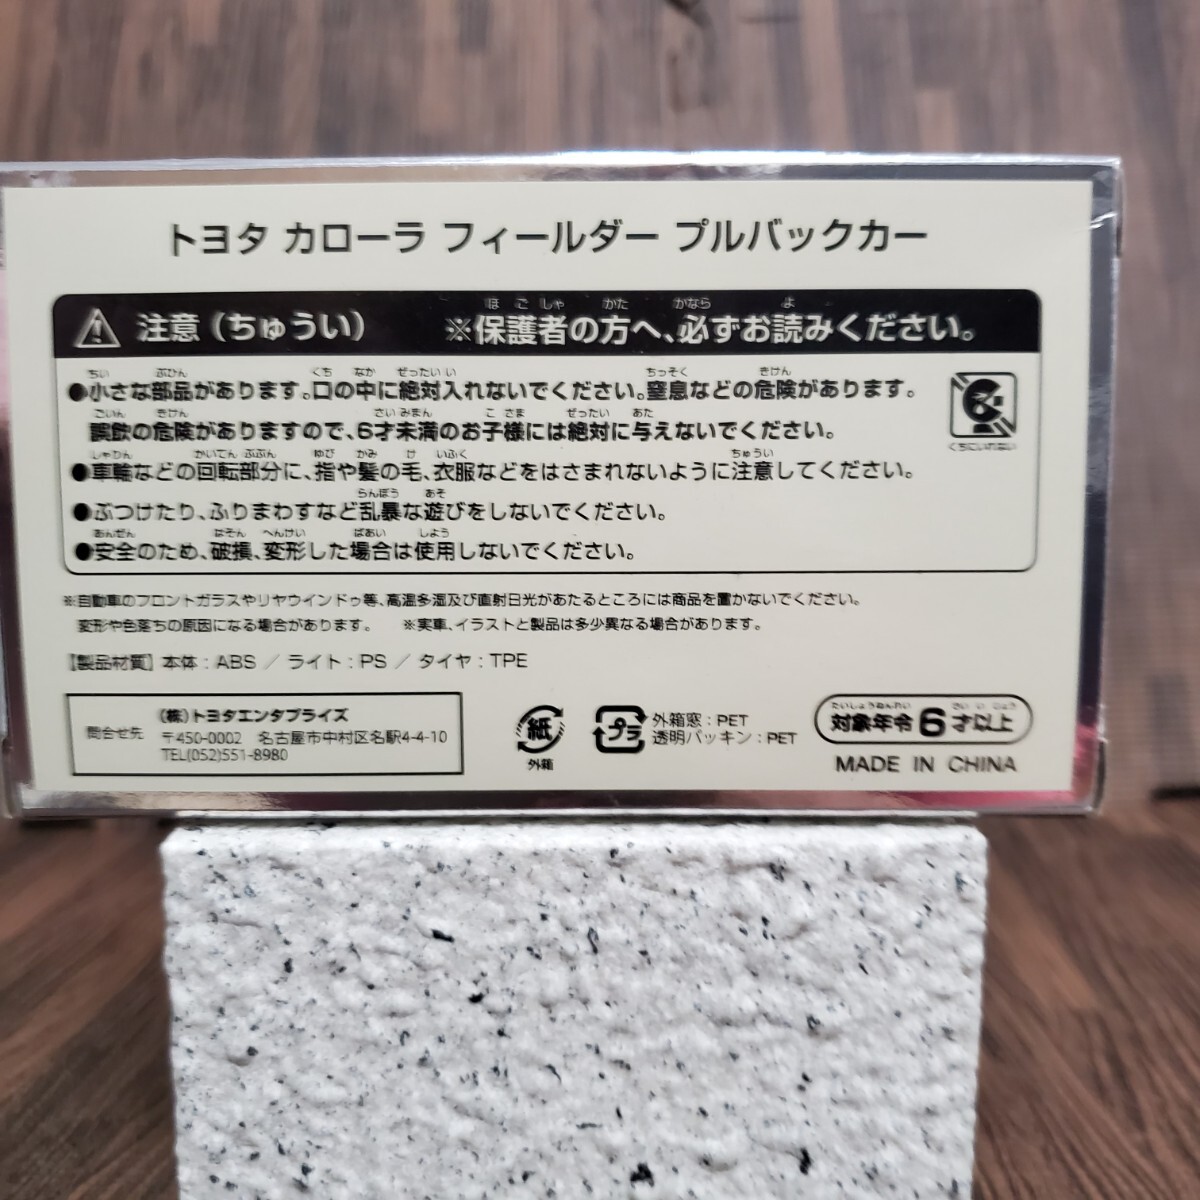 トヨタ カローラ フィールダー プルバックカー
注意（ちゅうい） ※保護者の方へ、必ずお読みください。
●小さな部品があります。口の中に絶対入れないでください。窒息などの危険があります。
誤飲の危険がありますので、6才未満のお子様には絶対に与えないでください。
●車輪などの回転部分に、指や髪の毛、衣服などをはさまれないように注意してください。
●ぶつけたり、ふりまわすなど乱暴な遊びをしないでください。
●安全のため、破損、変形した場合は使用しないでください。
くちにいれない
※自動車のフロントガラスやリヤウインドゥ等、高温多湿及び直射日光があたるところには商品を置かないでください。
変形や色落ちの原因になる場合があります。 ※実車、イラストと製品は多少異なる場合があります。
【製品材質】本体：ABS ／ ライト：PS ／ タイヤ：TPE
問合せ先
（株）トヨタエンタプライズ
〒450-0002 名古屋市中村区名駅4-4-10
TEL(052)551-8980
紙
外箱
プラ
外箱窓：PET
透明パッキン：PET
対象年令 6才以上
MADE IN CHINA